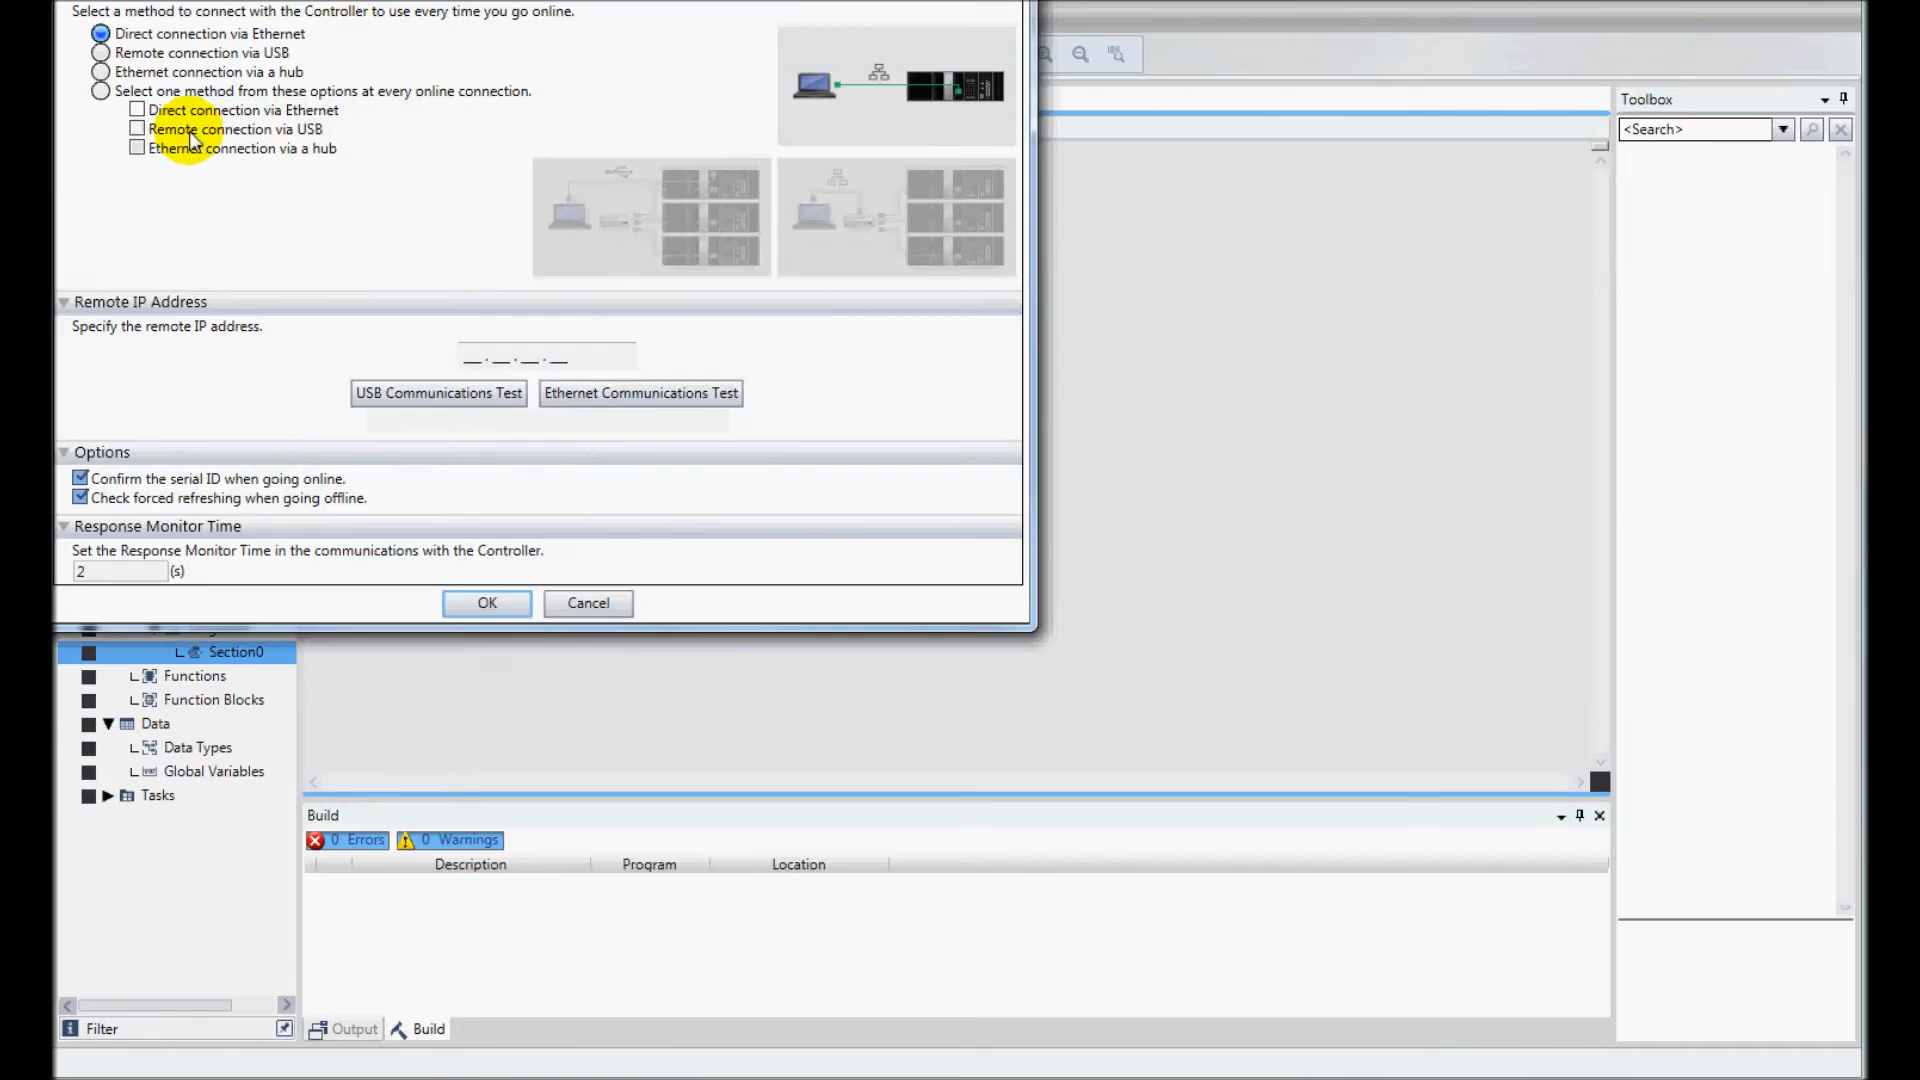 Select a method to connect with the Controller to use every time you go online.
Direct connection via Ethernet
Remote connection via USB
Ethernet connection via a hub
Select one method from these options at every online connection.
Direct connection via Ethernet
Remote connection via USB
Ethernet connection via a hub
Toolbox
<Search>
Remote IP Address
Specify the remote IP address.
__ . __ . __ . __
USB Communications Test
Ethernet Communications Test
Options
Confirm the serial ID when going online.
Check forced refreshing when going offline.
Response Monitor Time
Set the Response Monitor Time in the communications with the Controller.
2 (s)
OK
Cancel
Section0
Functions
Function Blocks
Data
Data Types
Global Variables
Tasks
Build
0 Errors
0 Warnings
Description
Program
Location
Filter
Output
Build